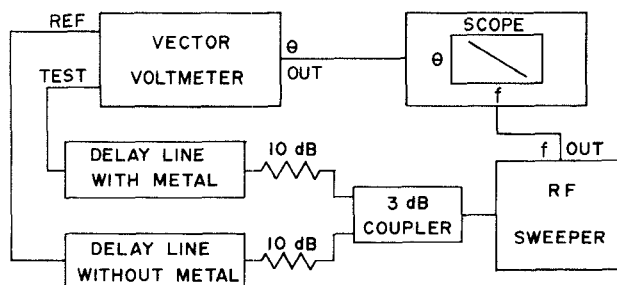 REF
VECTOR
VOLTMETER
θ
OUT
TEST
SCOPE
θ
f
f OUT
DELAY LINE
WITH METAL
10 dB
3 dB
COUPLER
RF
SWEEPER
DELAY LINE
WITHOUT METAL
10 dB